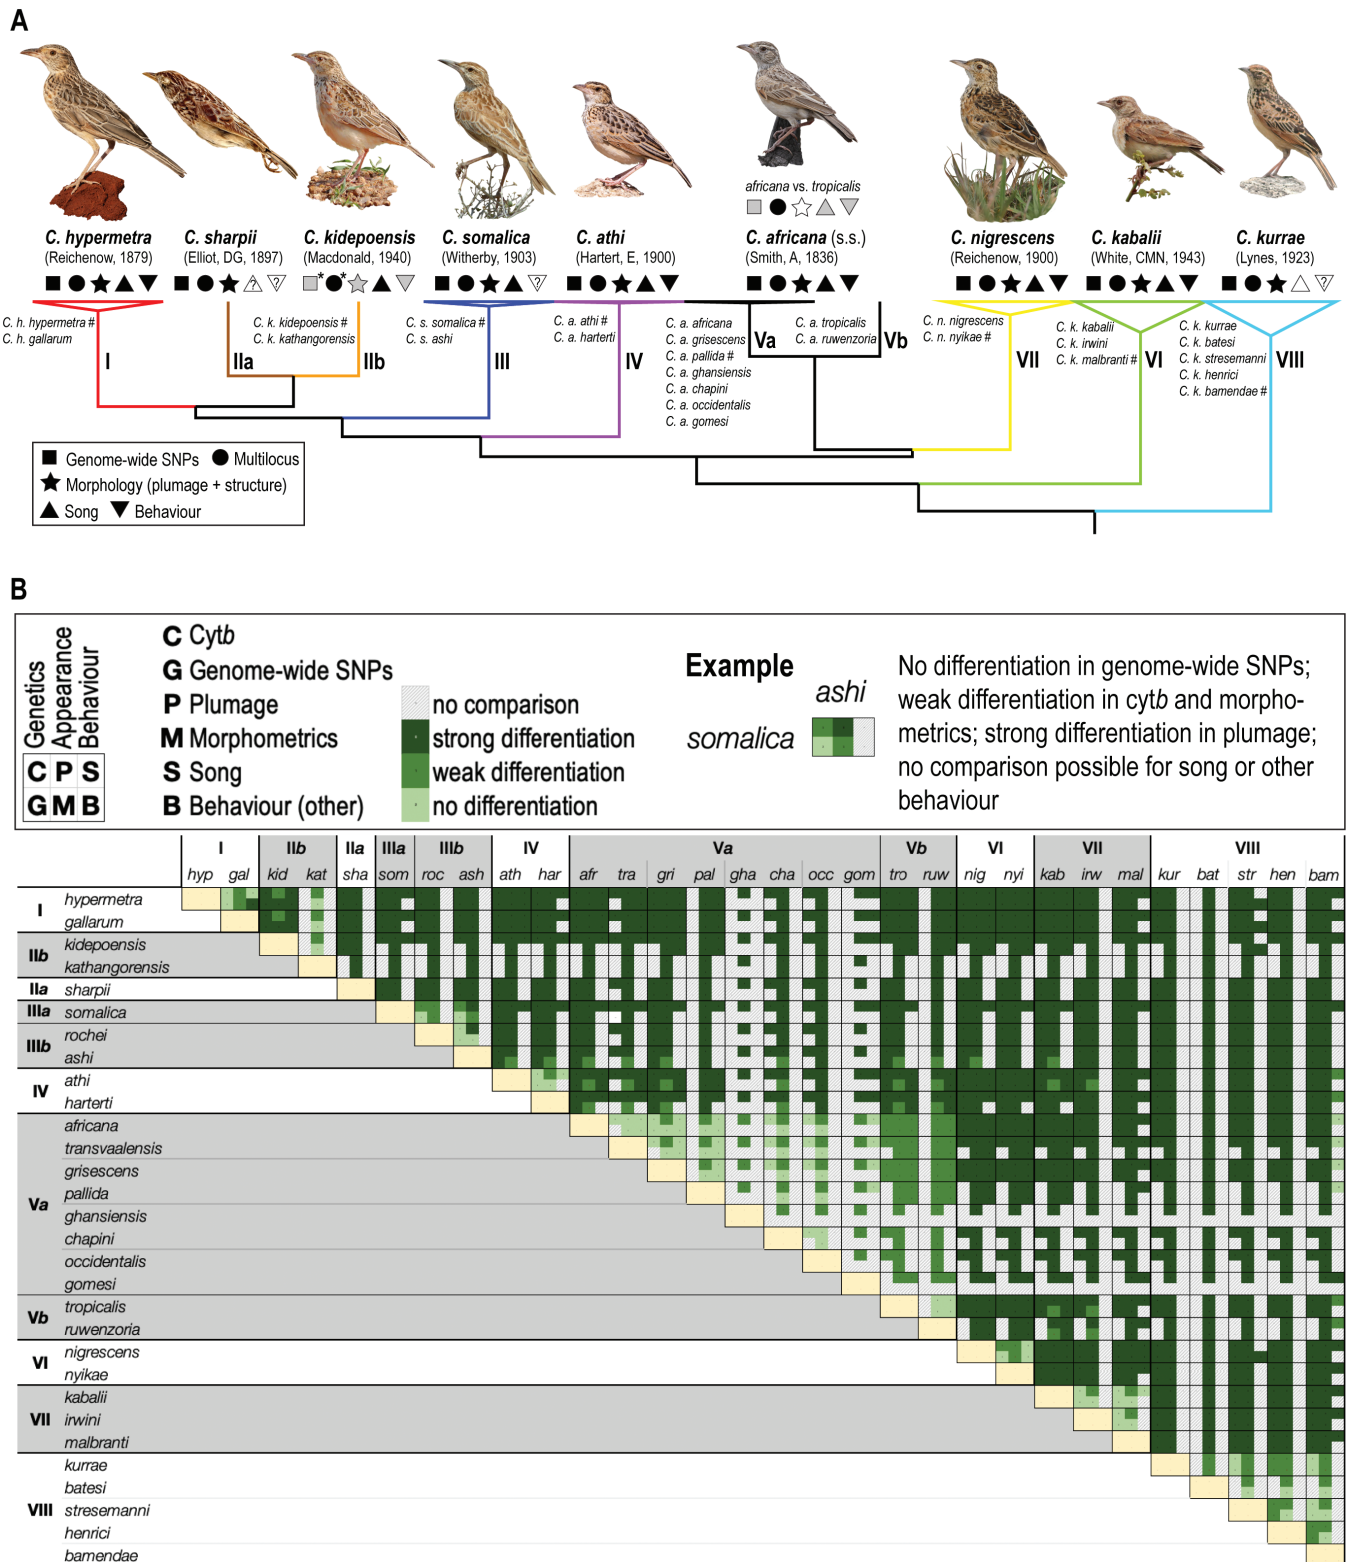 A
africana vs. tropicalis
C. hypermetra
(Reichenow, 1879)
C. sharpii
(Elliot, DG, 1897)
C. kidepoensis
(Macdonald, 1940)
C. somalica
(Witherby, 1903)
C. athi
(Hartert, E, 1900)
C. africana (s.s.)
(Smith, A, 1836)
C. nigrescens
(Reichenow, 1900)
C. kabalii
(White, CMN, 1943)
C. kurrae
(Lynes, 1923)
? ? * * ? ?
C. h. hypermetra #
C. h. gallarum
I
IIa
C. k. kidepoensis #
C. k. kathangorensis
IIb
C. s. somalica #
C. s. ashi
III
C. a. athi #
C. a. harterti
IV
C. a. africana
C. a. grisescens
C. a. pallida #
C. a. ghansiensis
C. a. chapini
C. a. occidentalis
C. a. gomesi
Va
C. a. tropicalis
C. a. ruwenzoria
Vb
C. n. nigrescens
C. n. nyikae #
VII
C. k. kabalii
C. k. irwini
C. k. malbranti #
VI
C. k. kurrae
C. k. batesi
C. k. stresemanni
C. k. henrici
C. k. bamendae #
VIII
Genome-wide SNPs Multilocus
Morphology (plumage + structure)
Song Behaviour
B
Genetics
Appearance
Behaviour
C P S
G M B
C Cytb
G Genome-wide SNPs
P Plumage
M Morphometrics
S Song
B Behaviour (other)
no comparison
strong differentiation
weak differentiation
no differentiation
Example
ashi
somalica
No differentiation in genome-wide SNPs;
weak differentiation in cytb and morpho-
metrics; strong differentiation in plumage;
no comparison possible for song or other
behaviour
I IIb IIa IIIa IIIb IV Va Vb VI VII VIII
hyp gal kid kat sha som roc ash ath har afr tra gri pal gha cha occ gom tro ruw nig nyi kab irw mal kur bat str hen bam
I
hypermetra
gallarum
IIb
kidepoensis
kathangorensis
IIa sharpii
IIIa somalica
IIIb
rochei
ashi
IV
athi
harterti
Va
africana
transvaalensis
grisescens
pallida
ghansiensis
chapini
occidentalis
gomesi
Vb
tropicalis
ruwenzoria
VI
nigrescens
nyikae
VII
kabalii
irwini
malbranti
VIII
kurrae
batesi
stresemanni
henrici
bamendae